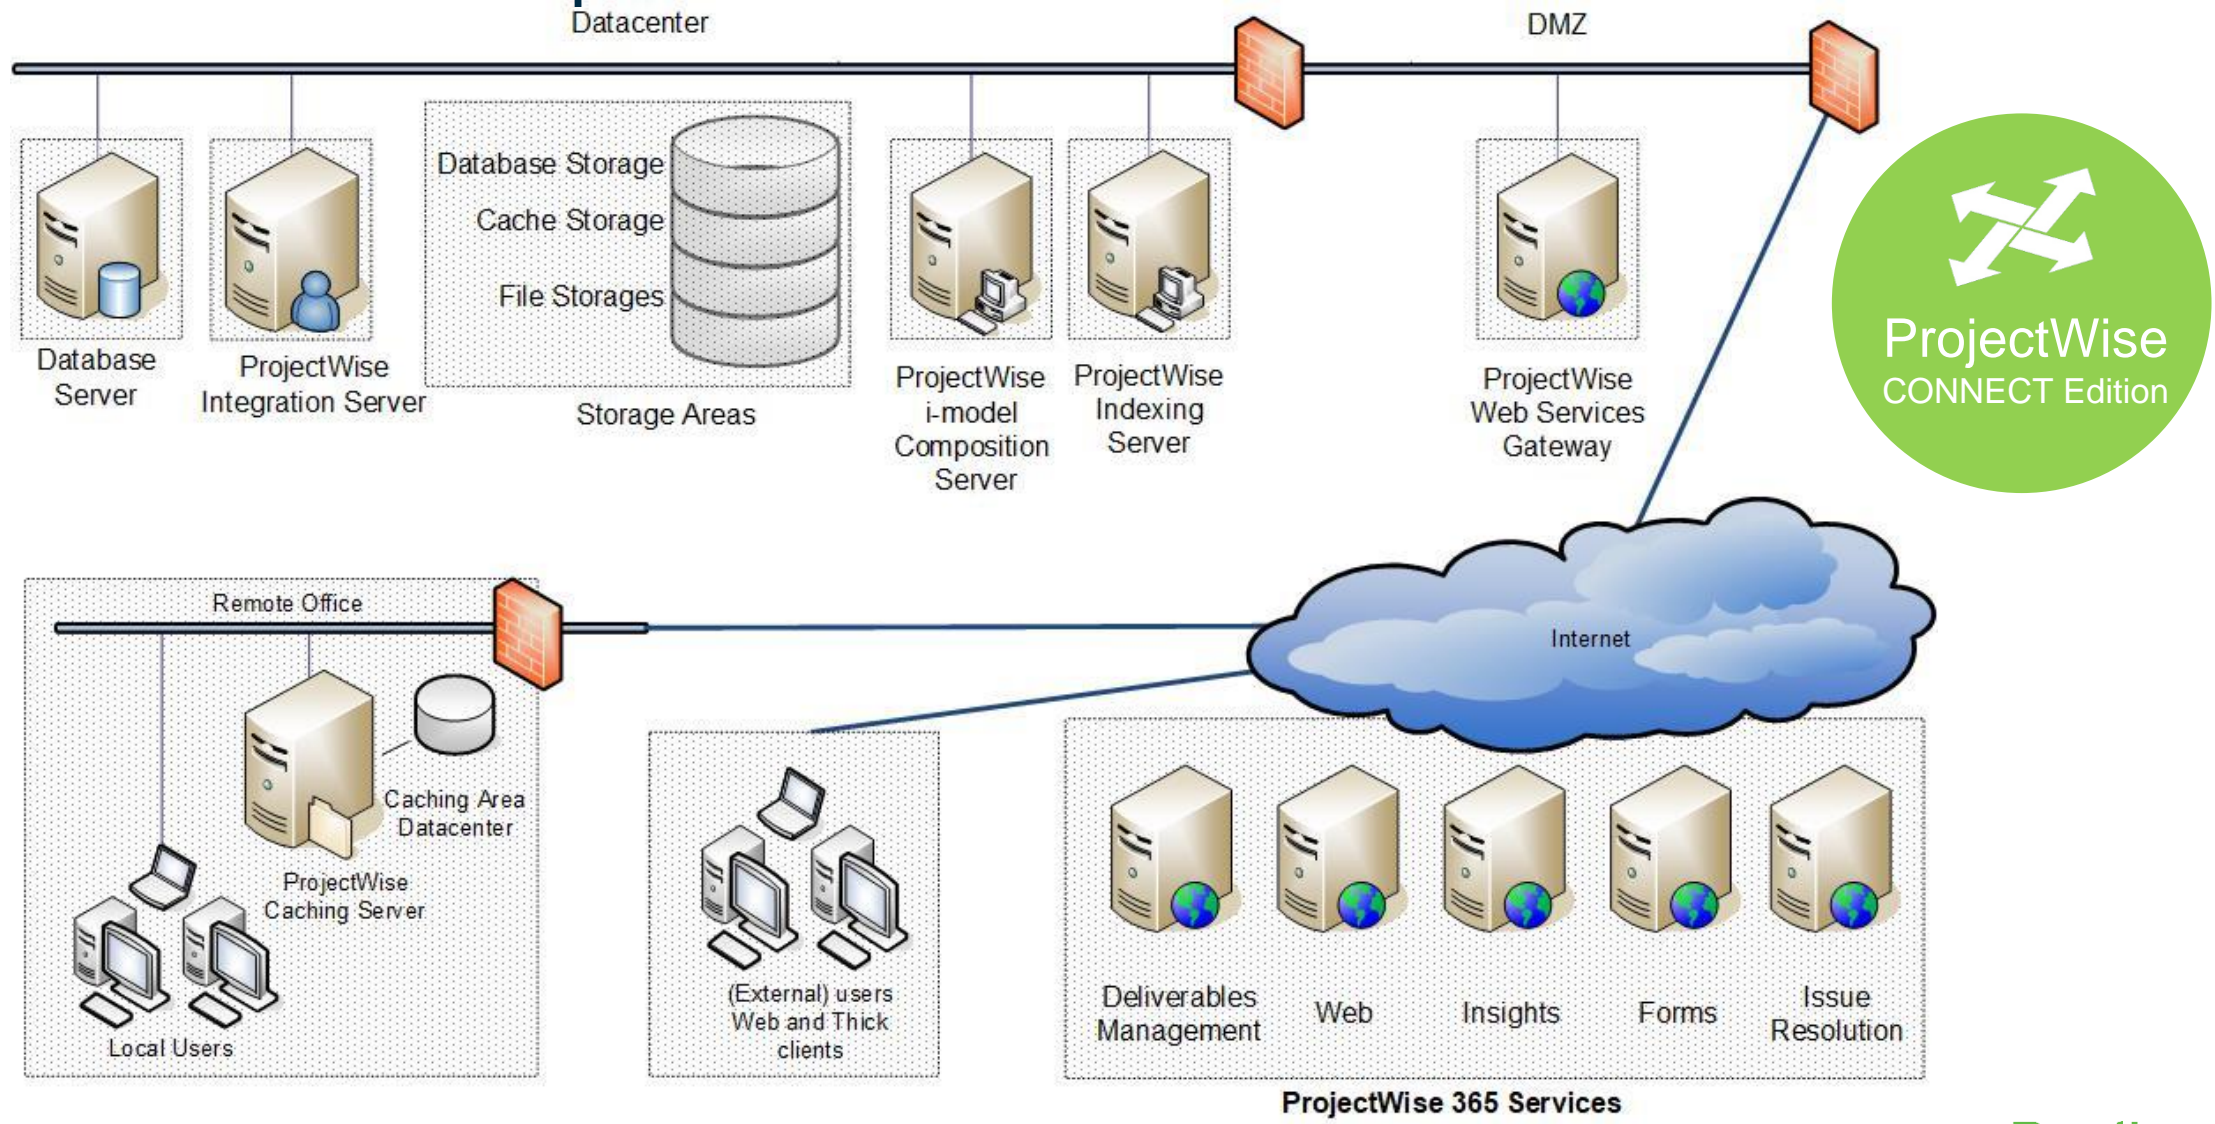 Datacenter
DMZ
Database Storage
Cache Storage
File Storages
Database
Server
ProjectWise
Integration Server
Storage Areas
ProjectWise
i-model
Composition
Server
ProjectWise
Indexing
Server
ProjectWise
Web Services
Gateway
ProjectWise
CONNECT Edition
Remote Office
Internet
Caching Area
Datacenter
ProjectWise
Caching Server
Local Users
(External) users
Web and Thick
clients
Deliverables
Management
Web
Insights
Forms
Issue
Resolution
ProjectWise 365 Services